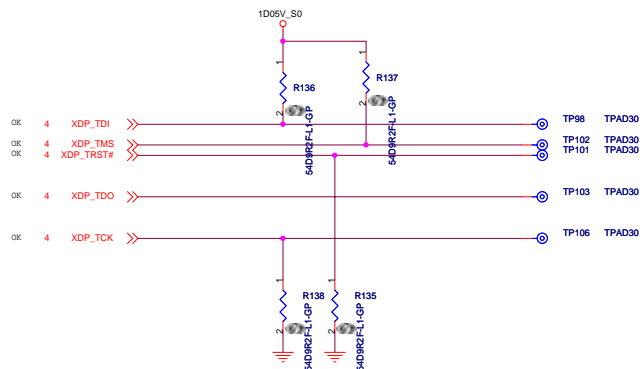 1D05V_S0
1
1
R136
R137
2
2
54D9R2F-L1-GP
54D9R2F-L1-GP
OK 4 XDP_TDI TP98 TPAD30
OK 4 XDP_TMS TP102 TPAD30
OK 4 XDP_TRST# TP101 TPAD30
OK 4 XDP_TDO TP103 TPAD30
OK 4 XDP_TCK TP106 TPAD30
1
1
R138
R135
2
2
54D9R2F-L1-GP
54D9R2F-L1-GP